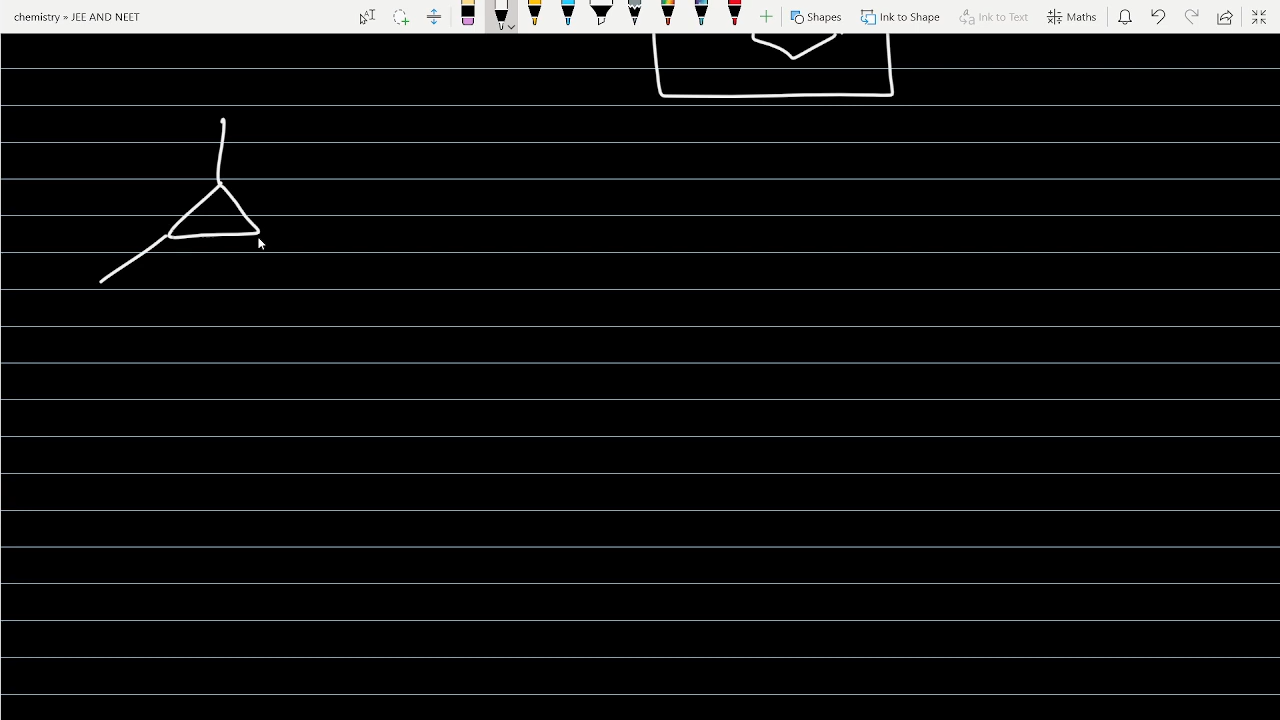 chemistry » JEE AND NEET
Shapes
Ink to Shape
Ink to Text
Maths